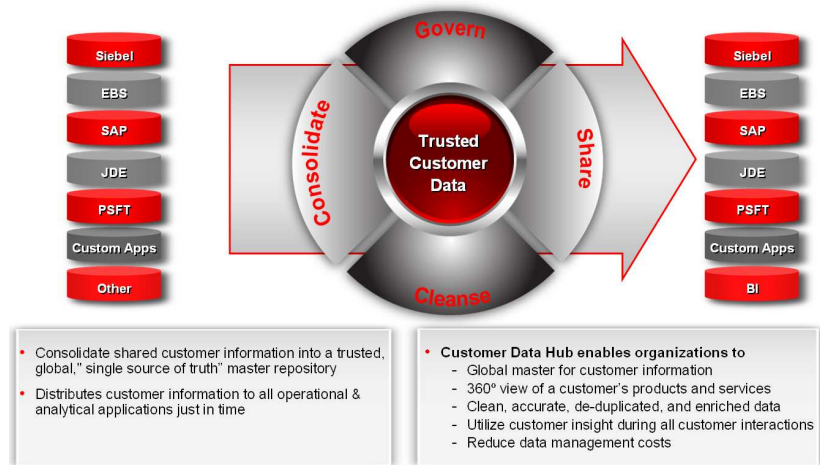 Siebel
EBS
SAP
JDE
PSFT
Custom Apps
Other
Govern
Consolidate
Trusted
Customer
Data
Share
Cleanse
Siebel
EBS
SAP
JDE
PSFT
Custom Apps
BI
• Consolidate shared customer information into a trusted,
global," single source of truth” master repository
• Distributes customer information to all operational &
analytical applications just in time
• Customer Data Hub enables organizations to
- Global master for customer information
- 360º view of a customer’s products and services
- Clean, accurate, de-duplicated, and enriched data
- Utilize customer insight during all customer interactions
- Reduce data management costs